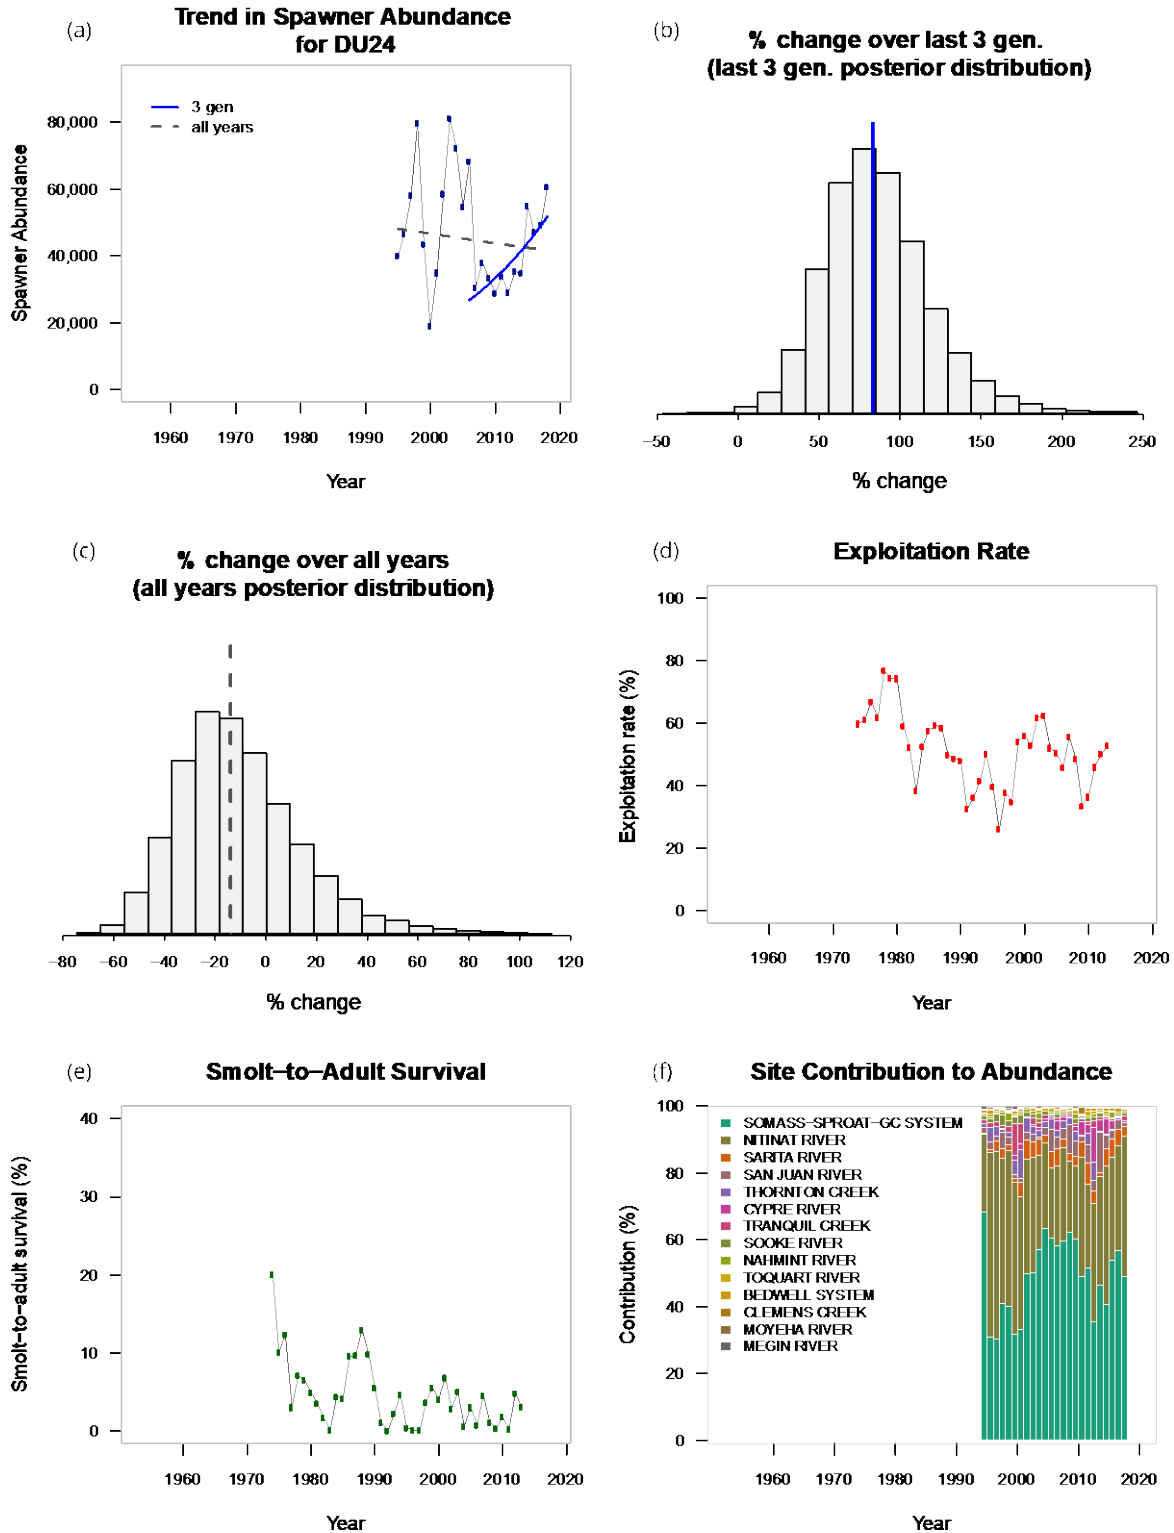 (a)
Trend in Spawner Abundance
for DU24
3 gen
all years
80,000
60,000
40,000
20,000
0
Spawner Abundance
1960 1970 1980 1990 2000 2010 2020
Year
(b)
% change over last 3 gen.
(last 3 gen. posterior distribution)
−50 0 50 100 150 200 250
% change
(c)
% change over all years
(all years posterior distribution)
−80 −60 −40 −20 0 20 40 60 80 100 120
% change
(d)
Exploitation Rate
100
80
60
40
20
0
Exploitation rate (%)
1960 1970 1980 1990 2000 2010 2020
Year
(e)
Smolt−to−Adult Survival
40
30
20
10
0
Smolt−to−adult survival (%)
1960 1970 1980 1990 2000 2010 2020
Year
(f)
Site Contribution to Abundance
100
80
60
40
20
0
Contribution (%)
SOMASS−SPROAT−GC SYSTEM
NITINAT RIVER
SARITA RIVER
SAN JUAN RIVER
THORNTON CREEK
CYPRE RIVER
TRANQUIL CREEK
SOOKE RIVER
NAHMINT RIVER
TOQUART RIVER
BEDWELL SYSTEM
CLEMENS CREEK
MOYEHA RIVER
MEGIN RIVER
1960 1970 1980 1990 2000 2010 2020
Year